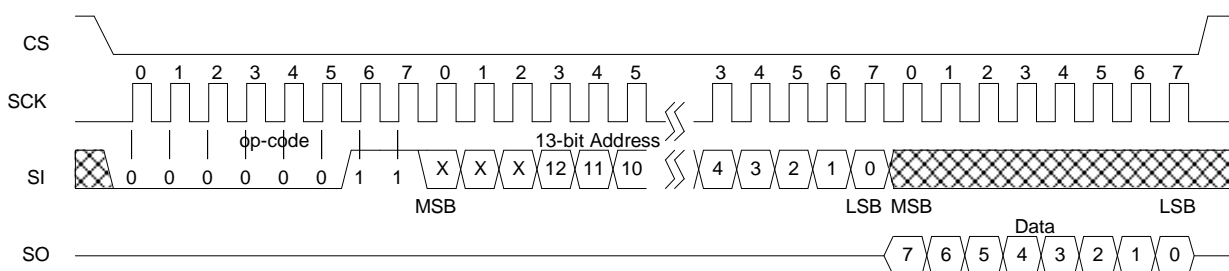 CS
0 1 2 3 4 5 6 7 0 1 2 3 4 5 3 4 5 6 7 0 1 2 3 4 5 6 7
SCK
op-code 13-bit Address
SI 0 0 0 0 0 0 1 1 X X X 12 11 10 4 3 2 1 0
MSB LSB MSB LSB
Data
SO 7 6 5 4 3 2 1 0